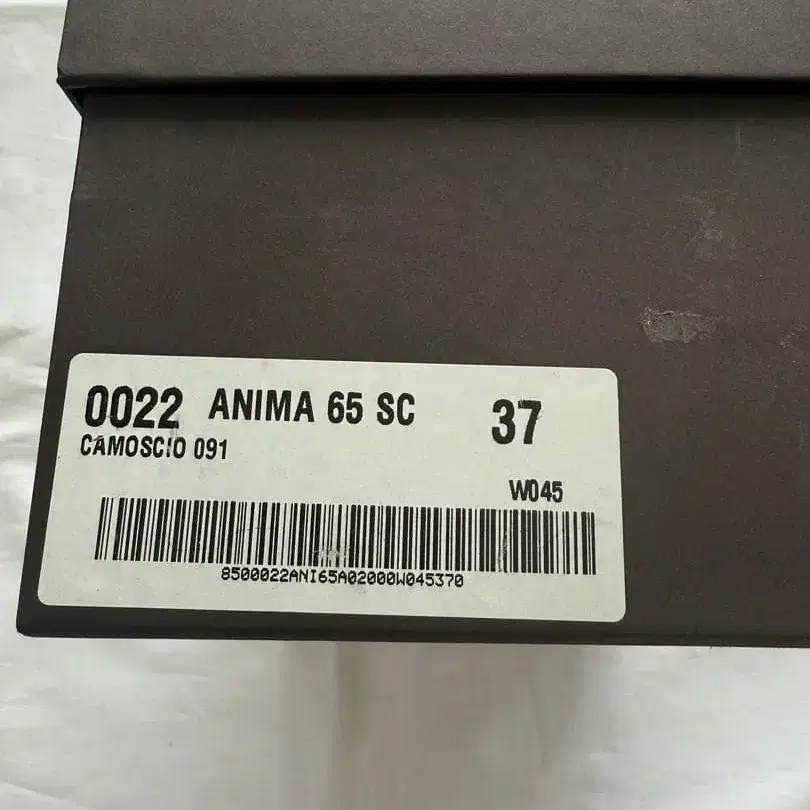 0022 ANIMA 65 SC 37
CAMOSCIO 091
W045
8500022ANI65A02000W045370